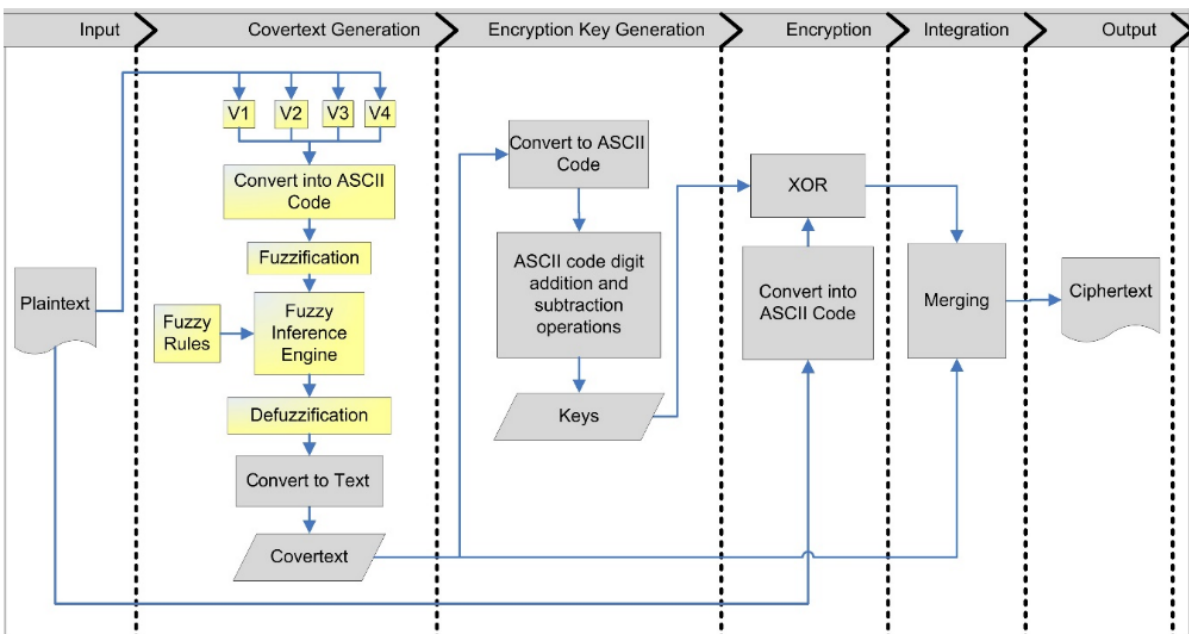 Input
Covertext Generation
Encryption Key Generation
Encryption
Integration
Output
V1
V2
V3
V4
Convert into ASCII
Code
Fuzzification
Fuzzy
Rules
Fuzzy
Inference
Engine
Defuzzification
Convert to Text
Covertext
Plaintext
Convert to ASCII
Code
ASCII code digit
addition and
subtraction
operations
Keys
XOR
Convert into
ASCII Code
Merging
Ciphertext